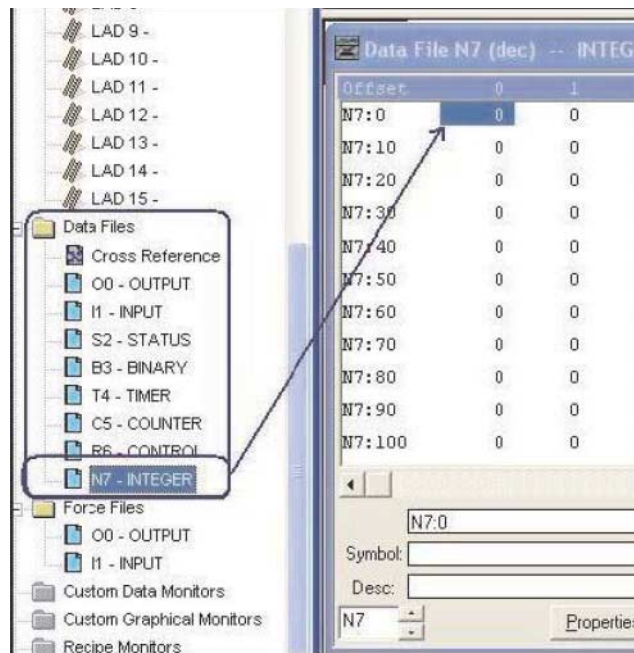 LAD 9 -
LAD 10 -
LAD 11 -
LAD 12 -
LAD 13 -
LAD 14 -
LAD 15 -
Data Files
Cross Reference
O0 - OUTPUT
I1 - INPUT
S2 - STATUS
B3 - BINARY
T4 - TIMER
C5 - COUNTER
R6 - CONTROL
N7 - INTEGER
Force Files
O0 - OUTPUT
I1 - INPUT
Custom Data Monitors
Custom Graphical Monitors
Recipe Monitors
Data File N7 (dec) -- INTEG
Offset 0 1
N7:0 0 0
N7:10 0 0
N7:20 0 0
N7:30 0 0
N7:40 0 0
N7:50 0 0
N7:60 0 0
N7:70 0 0
N7:80 0 0
N7:90 0 0
N7:100 0 0
N7:0
Symbol:
Desc:
N7
Properties